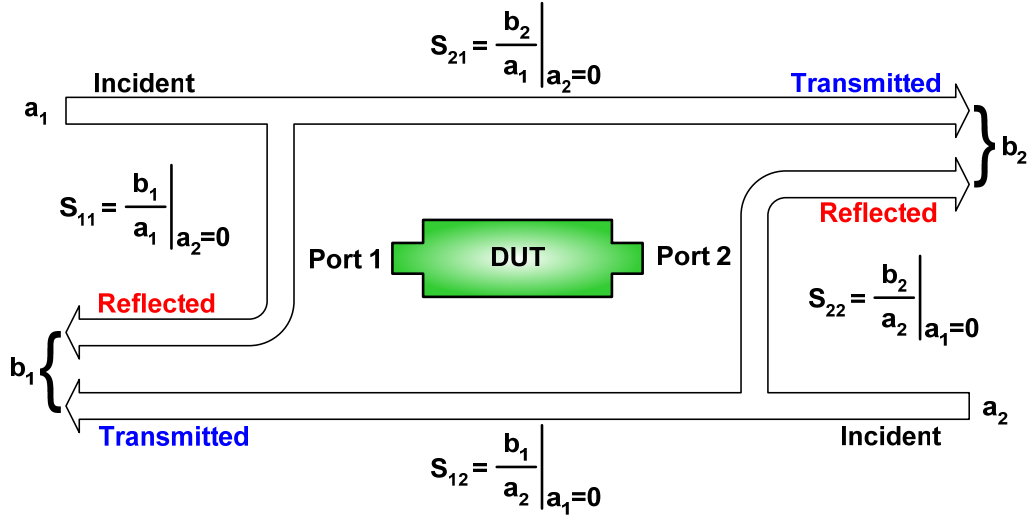 S21 = b2/a1 | a2=0
Incident
Transmitted
a1
b2
S11 = b1/a1 | a2=0
Reflected
Port 1
DUT
Port 2
S22 = b2/a2 | a1=0
Reflected
b1
a2
Transmitted
Incident
S12 = b1/a2 | a1=0